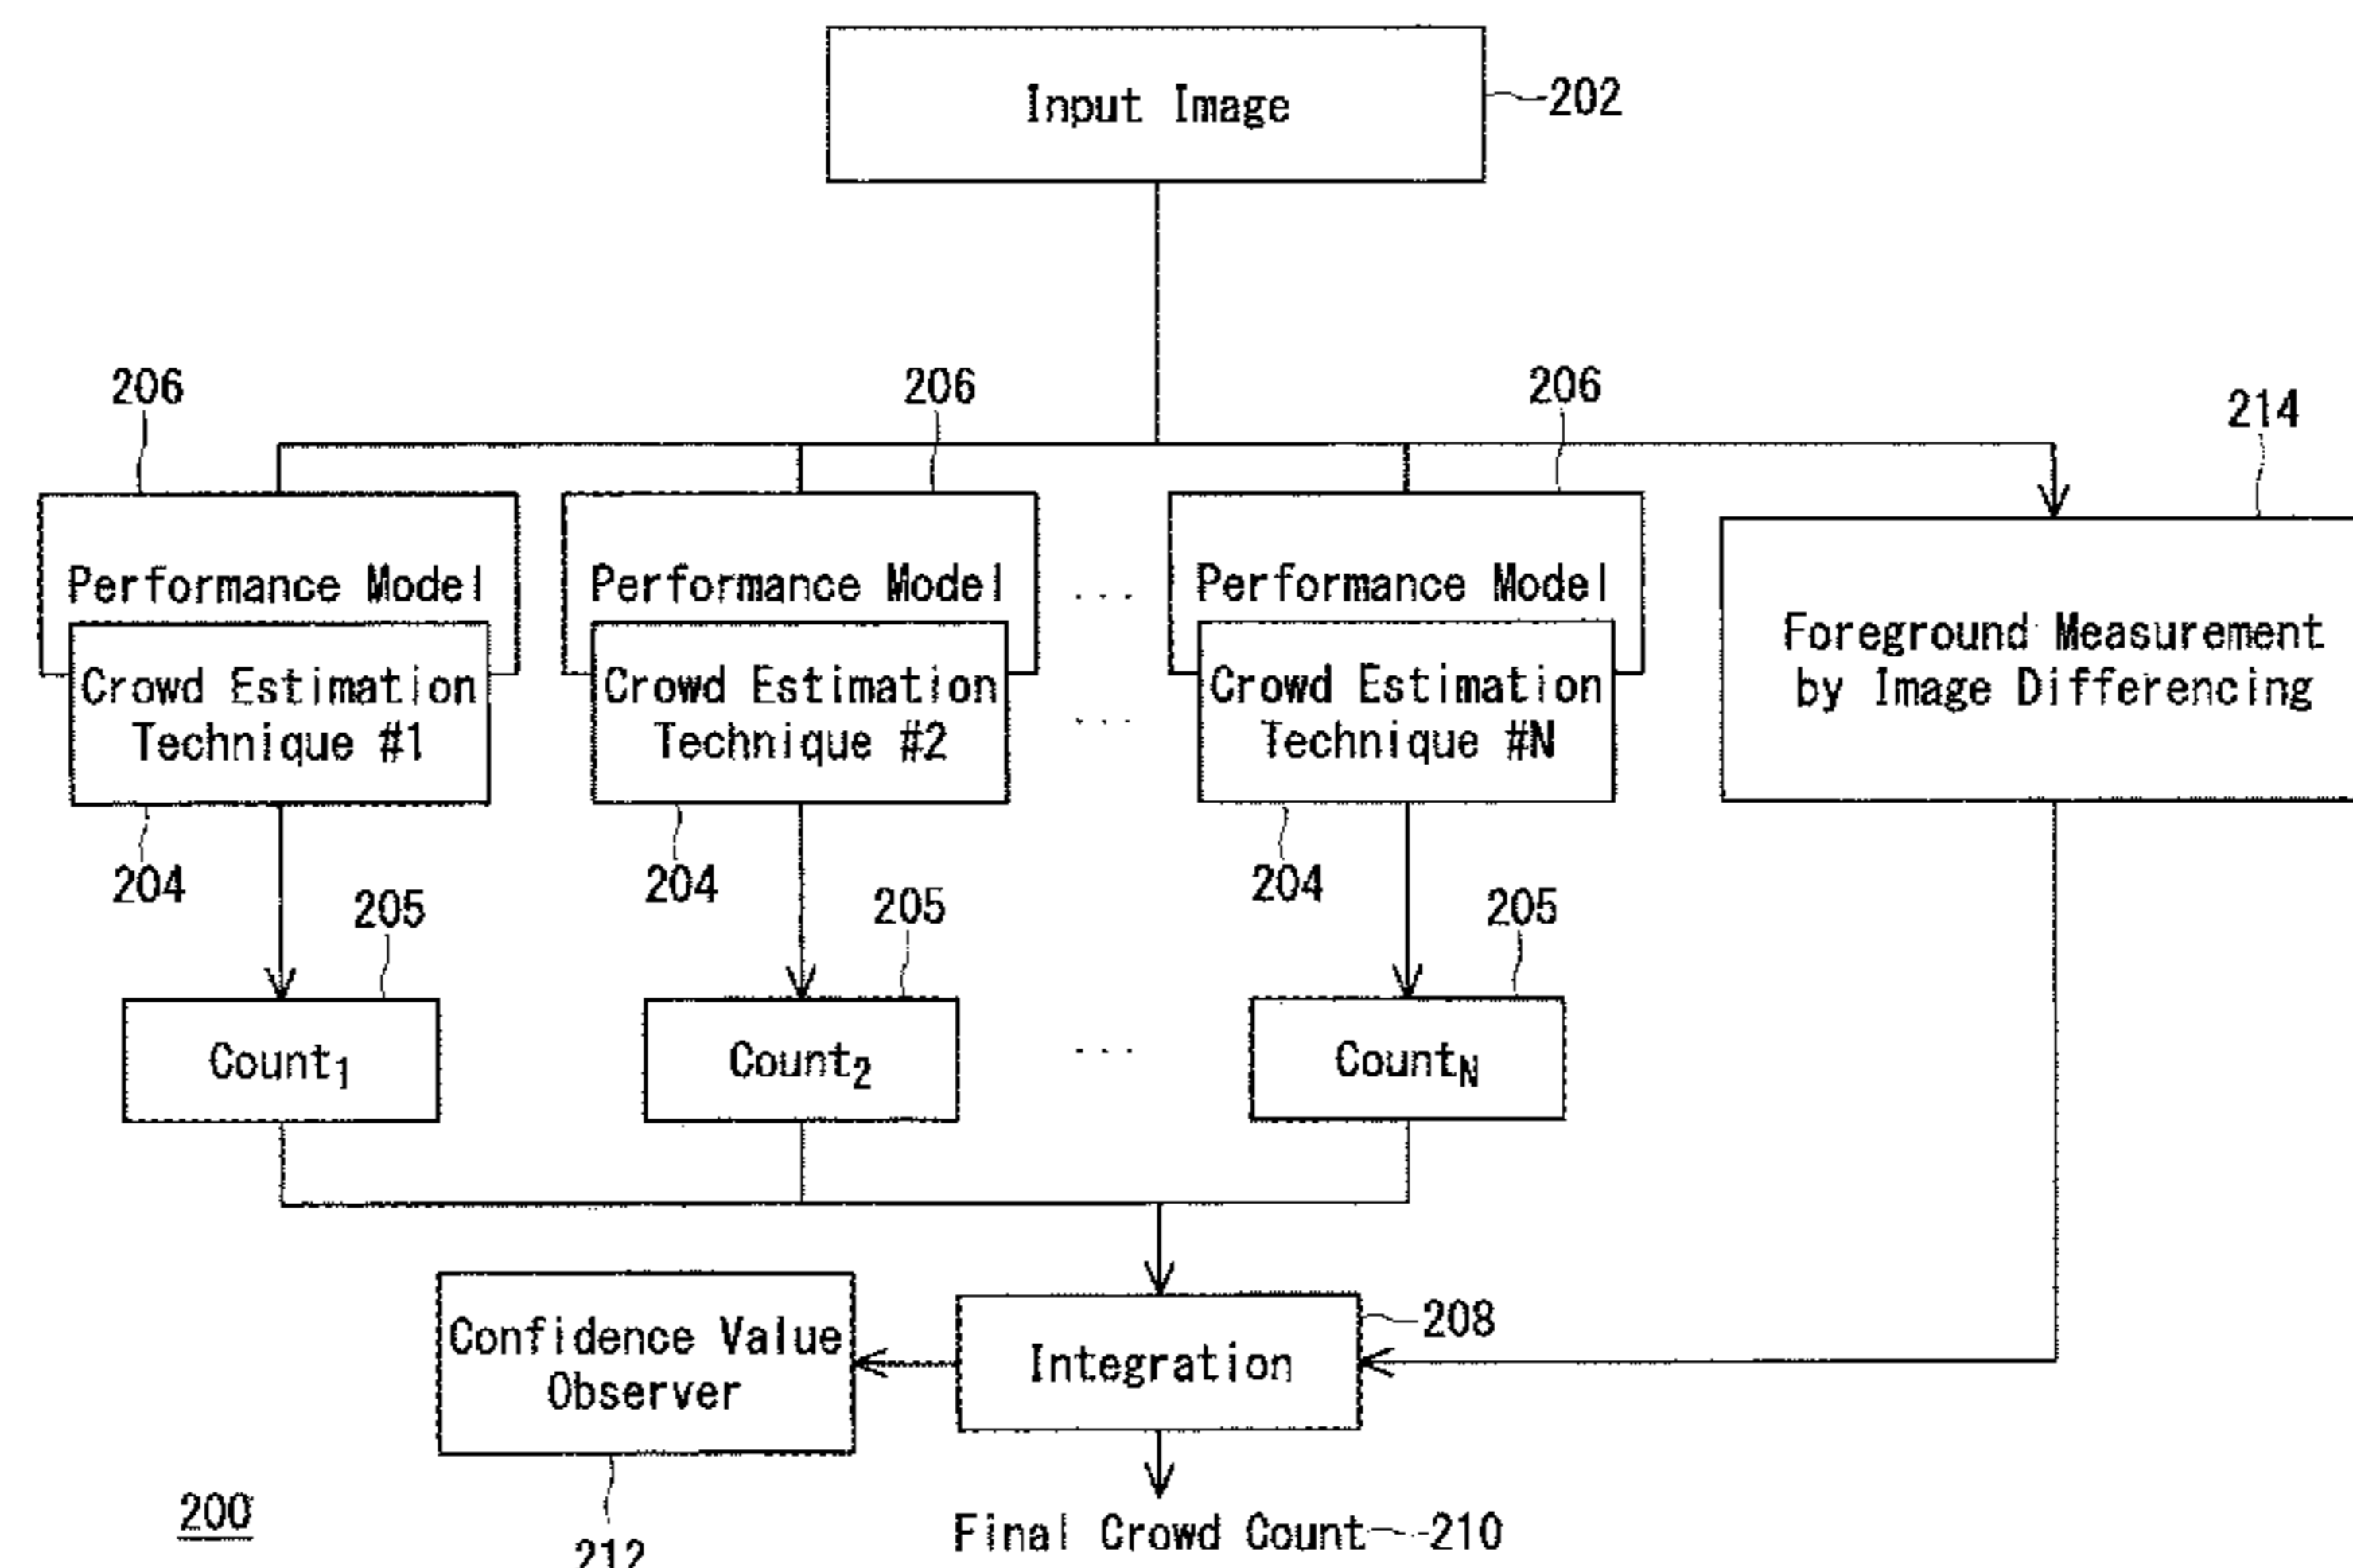 Input Image
202
206
206
206
214
Performance Model
Performance Model
. . .
Performance Model
Foreground Measurement
by Image Differencing
Crowd Estimation
Technique #1
Crowd Estimation
Technique #2
. . .
Crowd Estimation
Technique #N
204
204
204
205
205
205
Count1
Count2
. . .
CountN
Confidence Value
Observer
Integration
208
200
212
Final Crowd Count
210